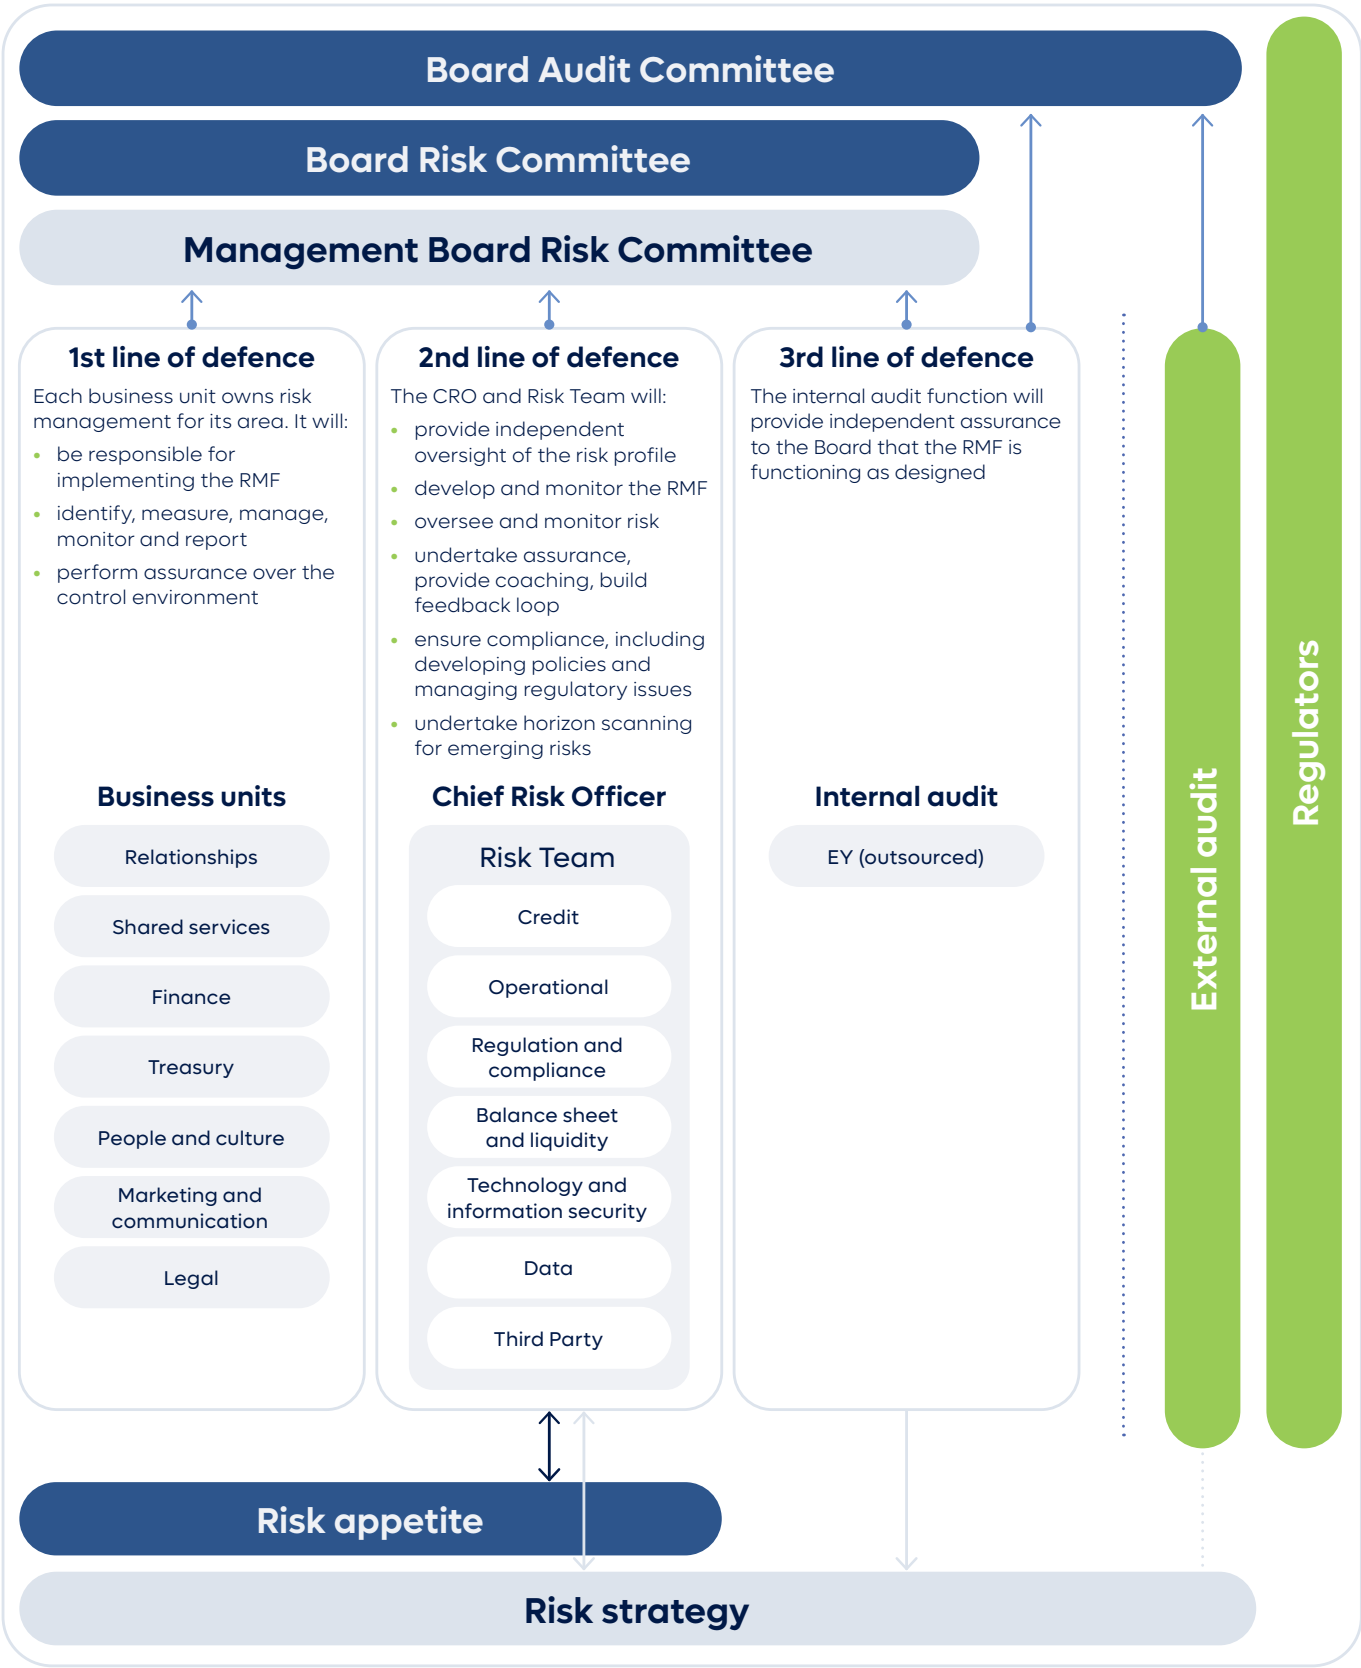 Board Audit Committee
Board Risk Committee
Management Board Risk Committee
1st line of defence
Each business unit owns risk
management for its area. It will:
• be responsible for
implementing the RMF
• identify, measure, manage,
monitor and report
• perform assurance over the
control environment
Business units
Relationships
Shared services
Finance
Treasury
People and culture
Marketing and
communication
Legal
2nd line of defence
The CRO and Risk Team will:
• provide independent
oversight of the risk profile
• develop and monitor the RMF
• oversee and monitor risk
• undertake assurance,
provide coaching, build
feedback loop
• ensure compliance, including
developing policies and
managing regulatory issues
• undertake horizon scanning
for emerging risks
Chief Risk Officer
Risk Team
Credit
Operational
Regulation and
compliance
Balance sheet
and liquidity
Technology and
information security
Data
Third Party
3rd line of defence
The internal audit function will
provide independent assurance
to the Board that the RMF is
functioning as designed
Internal audit
EY (outsourced)
External audit
Regulators
Risk appetite
Risk strategy